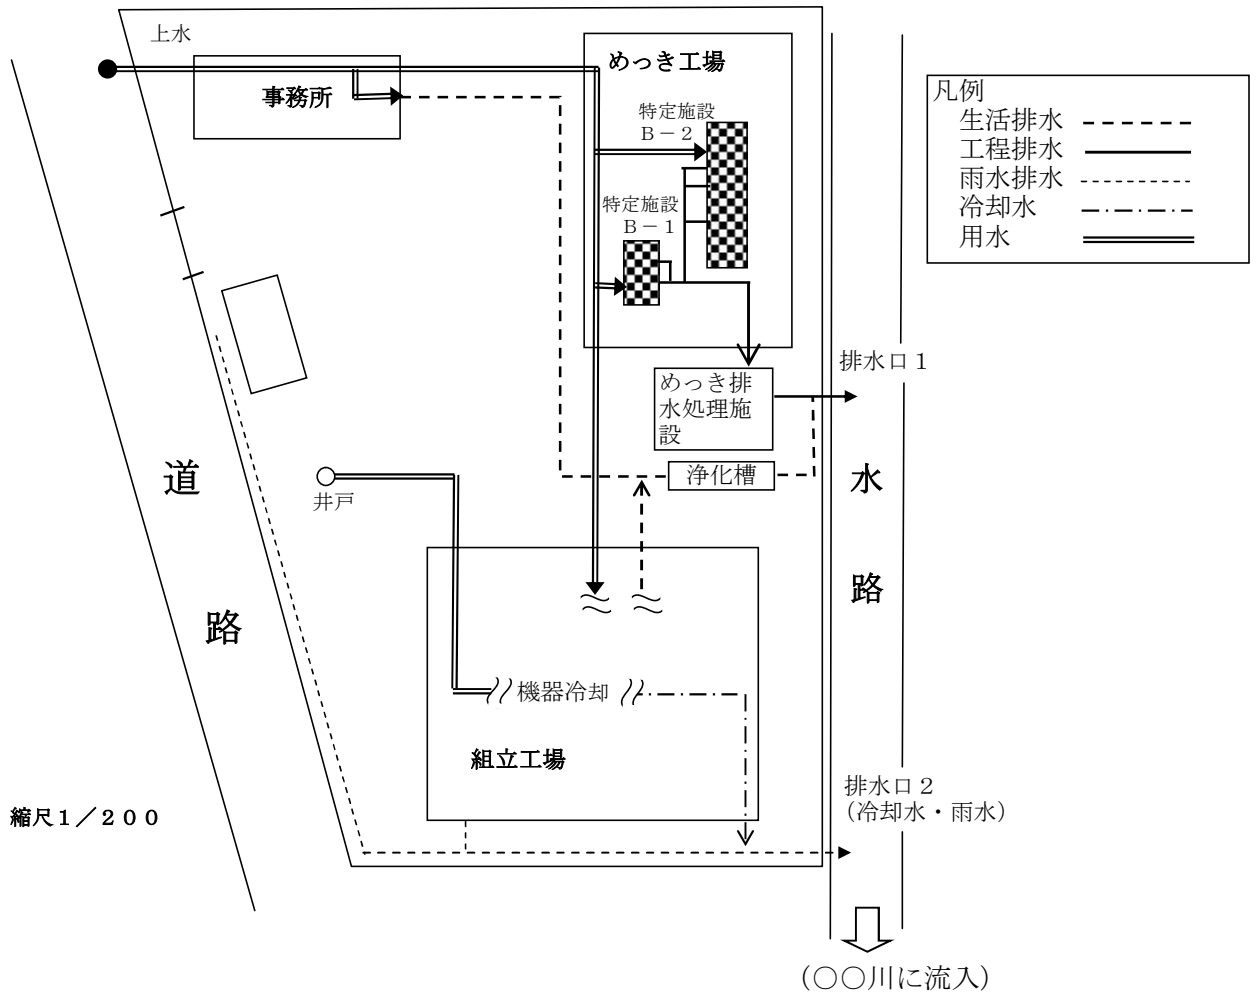 上水
事務所
めっき工場
特定施設
B－2
特定施設
B－1
凡例
生活排水
工程排水
雨水排水
冷却水
用水
排水口1
めっき排
水処理施
設
浄化槽
井戸
道
路
水
路
機器冷却
組立工場
排水口2
（冷却水・雨水）
縮尺1／200
（○○川に流入）